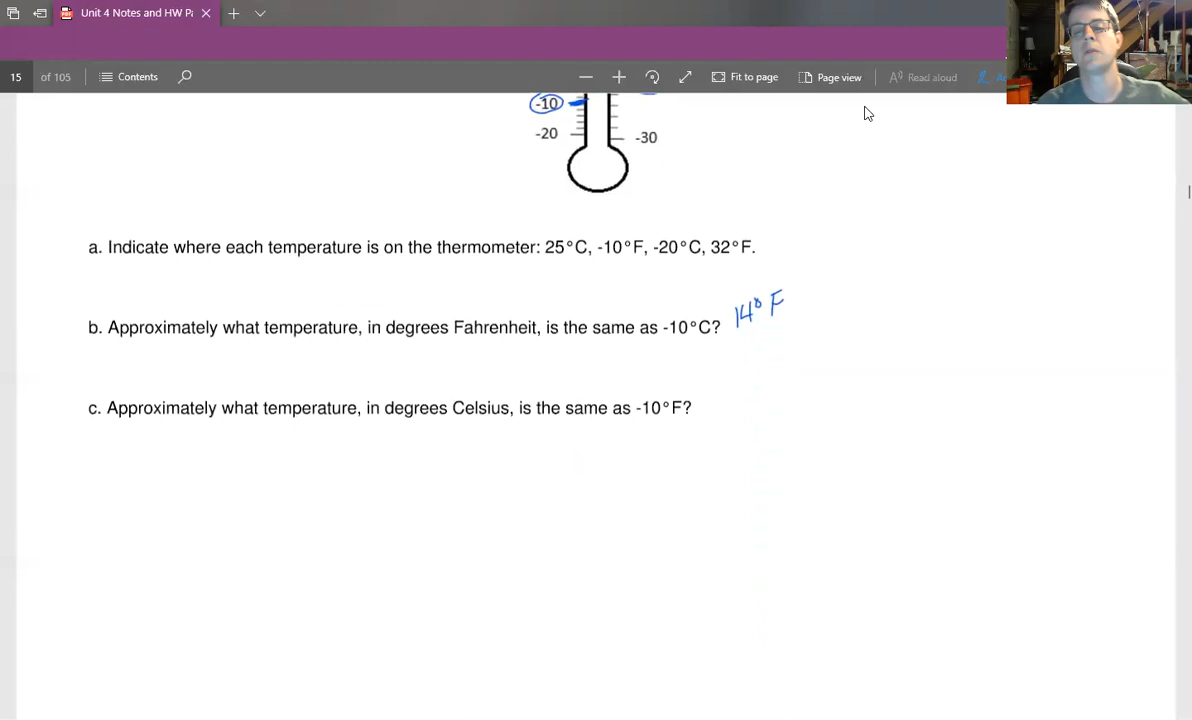 Unit 4 Notes and HW Pa
15 of 105 Contents Fit to page Page view Read aloud
-10
-20 -30
a. Indicate where each temperature is on the thermometer: 25°C, -10°F, -20°C, 32°F.
b. Approximately what temperature, in degrees Fahrenheit, is the same as -10°C? 14° F
c. Approximately what temperature, in degrees Celsius, is the same as -10°F?